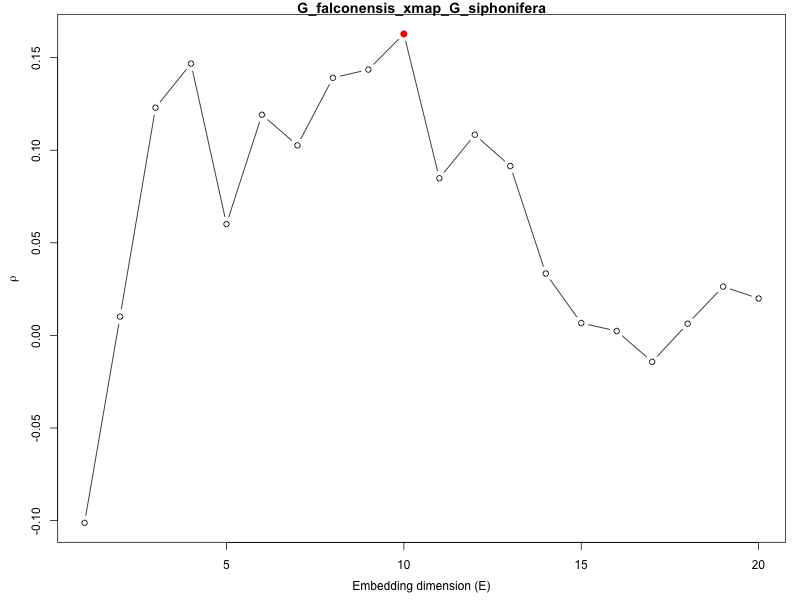 G_falconensis_xmap_G_siphonifera
0.15
0.10
0.05
0.00
-0.05
-0.10
ρ
5 10 15 20
Embedding dimension (E)